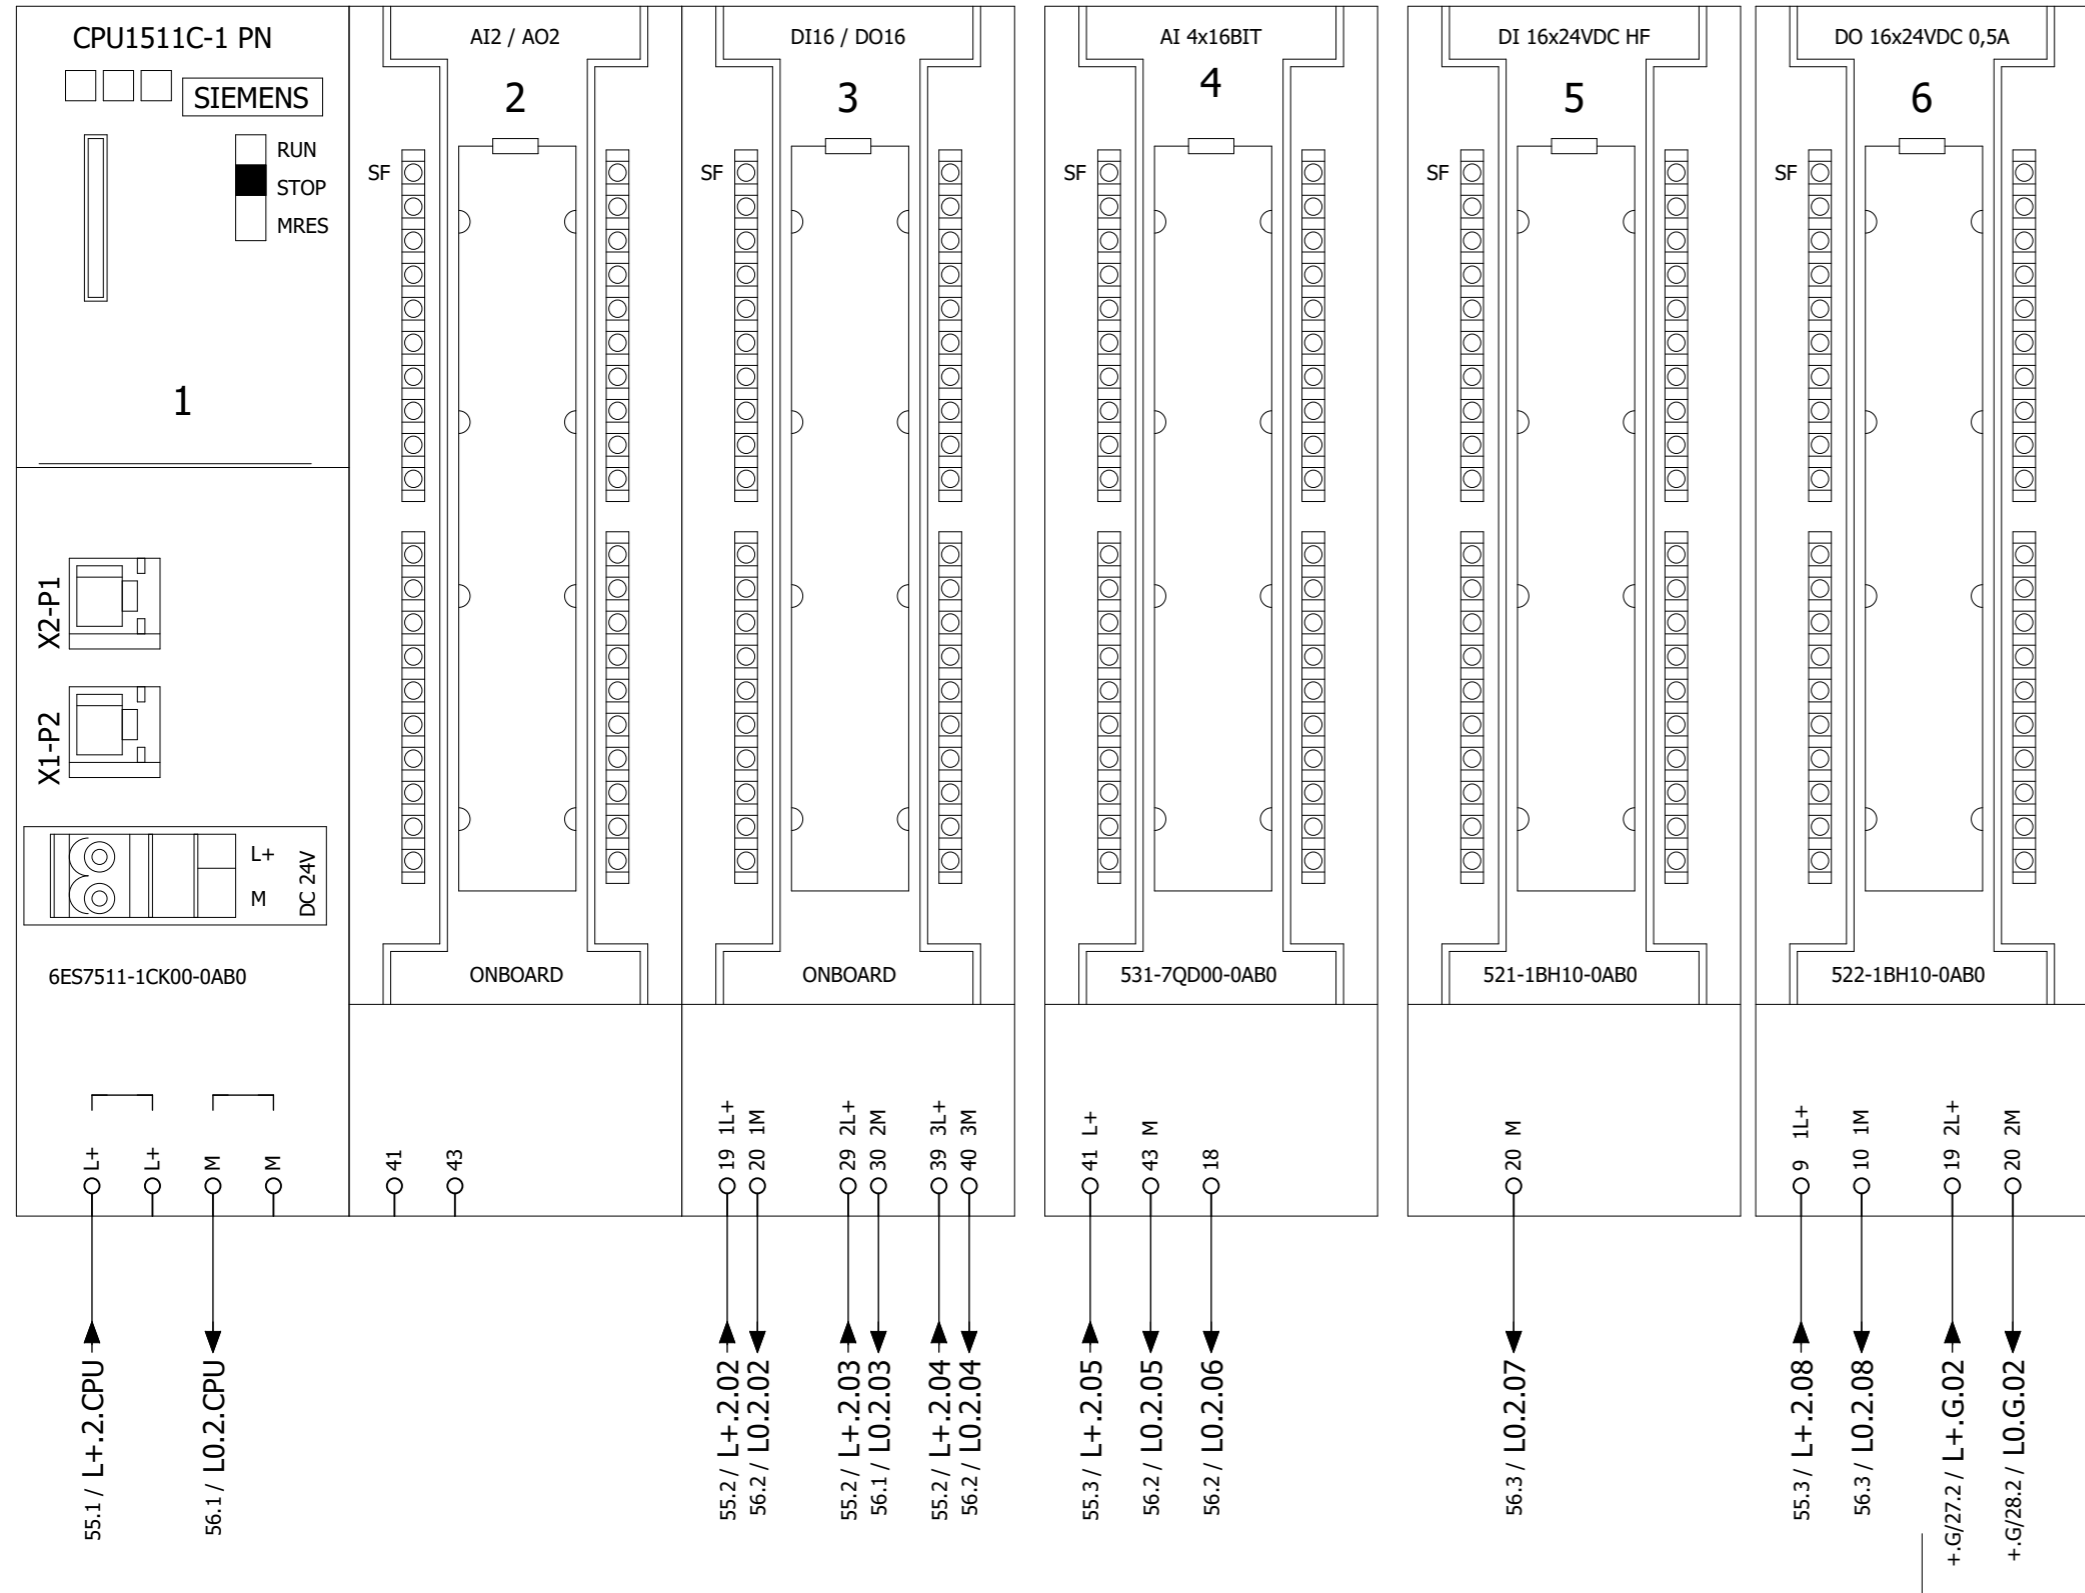 CPU1511C-1 PN
SIEMENS
RUN
STOP
MRES
1
X2-P1
X1-P2
L+
M
DC 24V
6ES7511-1CK00-0AB0
L+
L+
M
M
55.1 / L+.2.CPU
56.1 / L0.2.CPU
AI2 / AO2
2
SF
ONBOARD
41
43
DI16 / DO16
3
SF
ONBOARD
19 1L+
20 1M
29 2L+
30 2M
39 3L+
40 3M
55.2 / L+.2.02
56.2 / L0.2.02
55.2 / L+.2.03
56.1 / L0.2.03
55.2 / L+.2.04
56.2 / L0.2.04
AI 4x16BIT
4
SF
531-7QD00-0AB0
41 L+
43 M
18
55.3 / L+.2.05
56.2 / L0.2.05
56.2 / L0.2.06
DI 16x24VDC HF
5
SF
521-1BH10-0AB0
20 M
56.3 / L0.2.07
DO 16x24VDC 0,5A
6
SF
522-1BH10-0AB0
9 1L+
10 1M
19 2L+
20 2M
55.3 / L+.2.08
56.3 / L0.2.08
+.G/27.2 / L+.G.02
+.G/28.2 / L0.G.02